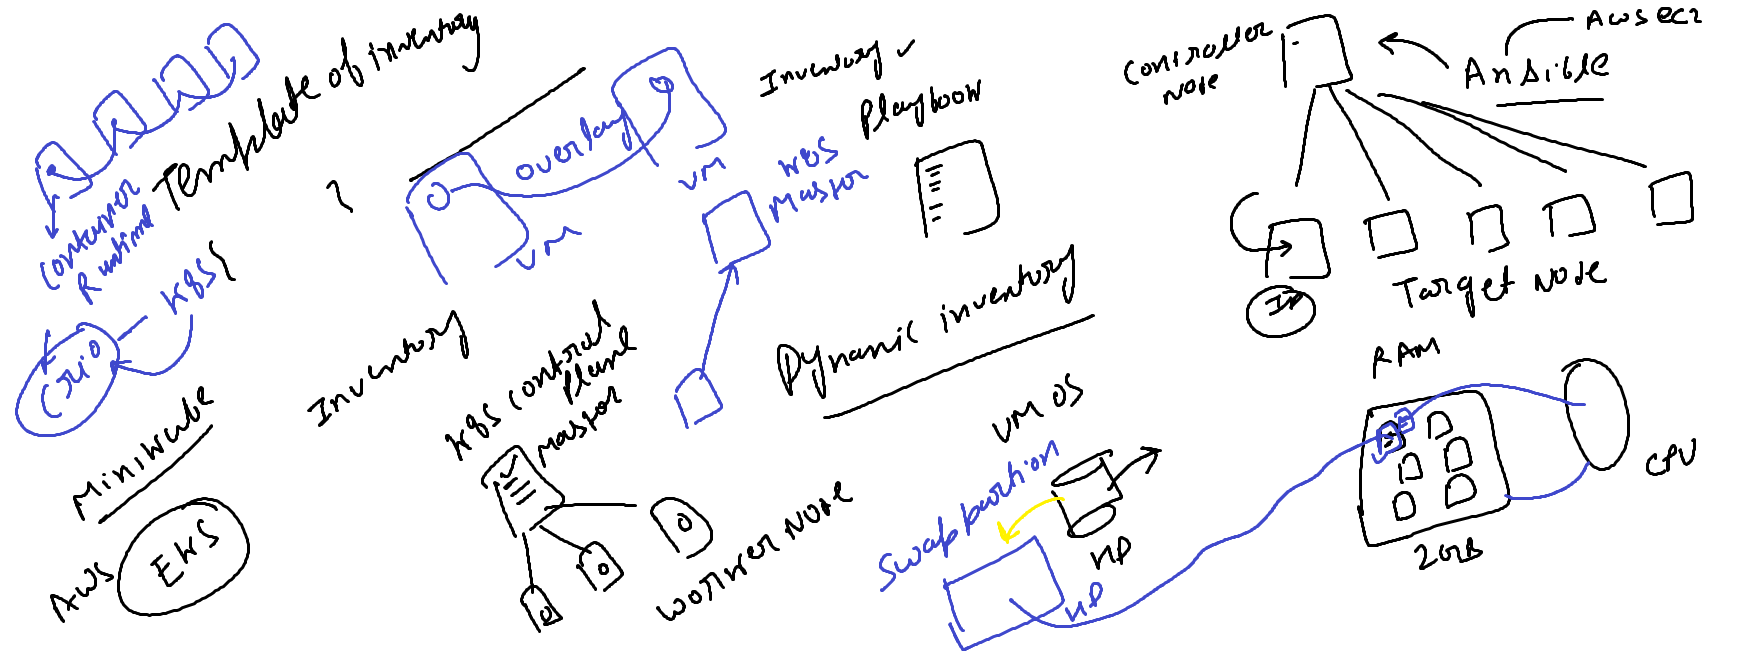 Template of inventory
Container
Runtime
K8S
Crio
Minikube
AWS
EKS
overlay
VM
VM
Inventory
K8S
Master
Inventory
Playbook
Dynamic inventory
K8S Control
Plane
Master
Worker Node
Controller
Node
Ansible
AWS EC2
IP
Target Node
VM OS
Swap partion
HD
HD
RAM
2GB
CPU